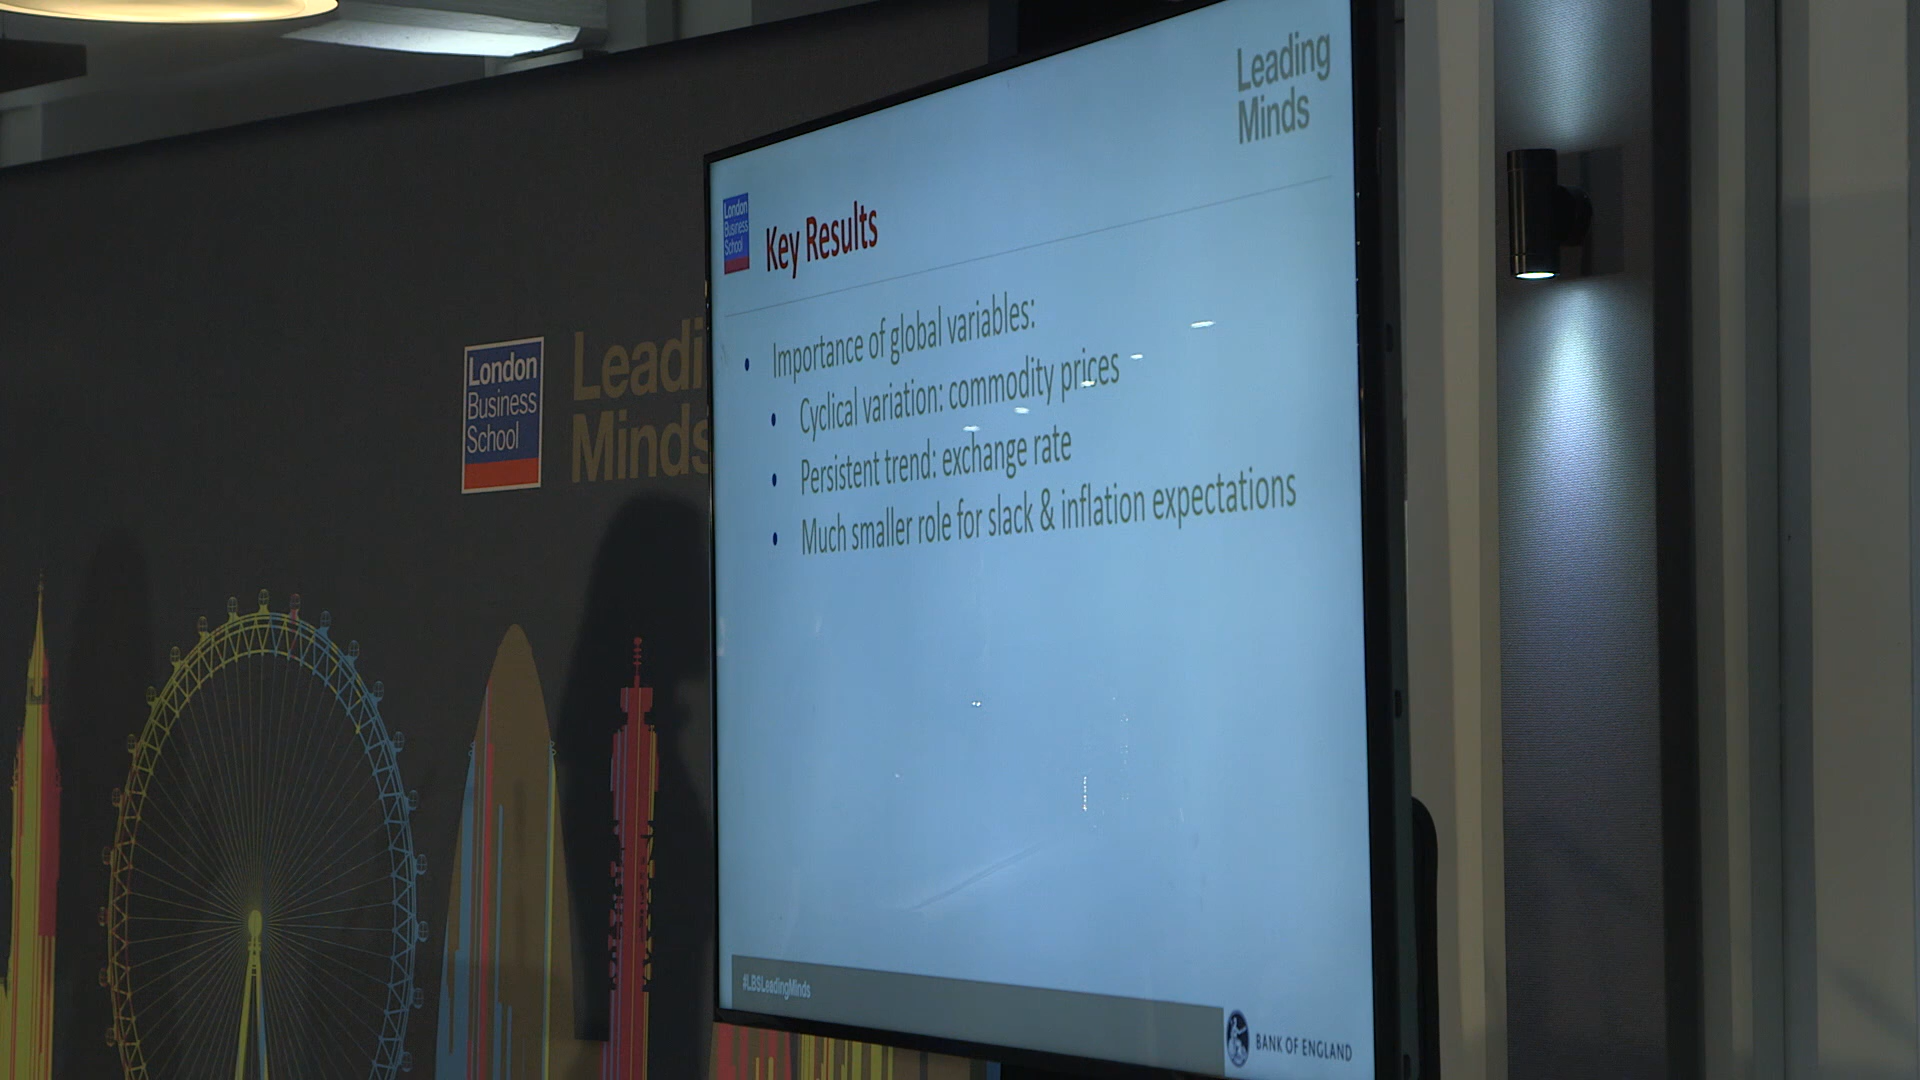 London
Business
School
Leadi
Minds
Leading
Minds
London
Business
School
Key Results
• Importance of global variables:
• Cyclical variation: commodity prices
• Persistent trend: exchange rate
• Much smaller role for slack & inflation expectations
#LBSLeadingMinds
BANK OF ENGLAND